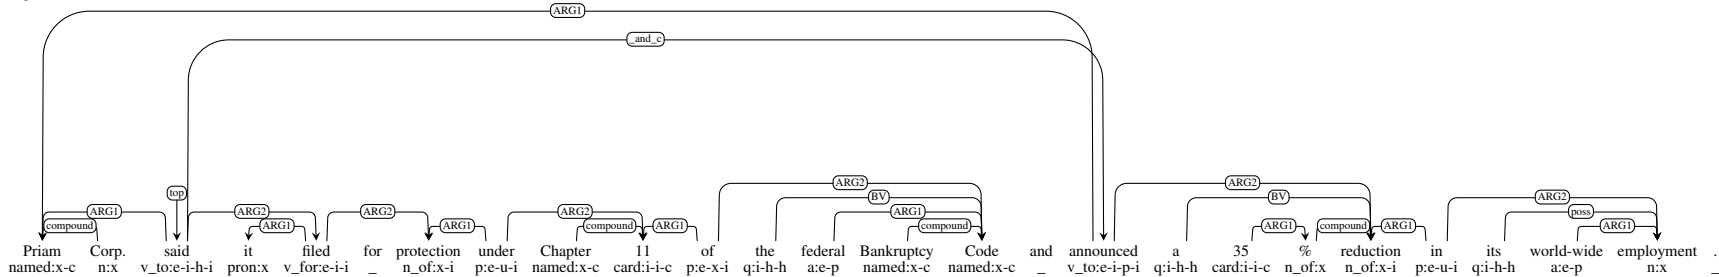 ARG1
_and_c
ARG2 ARG2
top BV BV ARG2
ARG1 ARG2 ARG2 ARG2 ARG1 poss
compound ARG1 ARG1 compound ARG1 compound ARG1 compound ARG1 ARG1
Priam Corp. said it filed for protection under Chapter 11 of the federal Bankruptcy Code and announced a 35 % reduction in its world-wide employment .
named:x-c n:x v_to:e-i-h-i pron:x v_for:e-i-i _ n_of:x-i p:e-u-i named:x-c card:i-i-c p:e-x-i q:i-h-h a:e-p named:x-c named:x-c _ v_to:e-i-p-i q:i-h-h card:i-i-c n_of:x n_of:x-i p:e-u-i q:i-h-h a:e-p n:x _